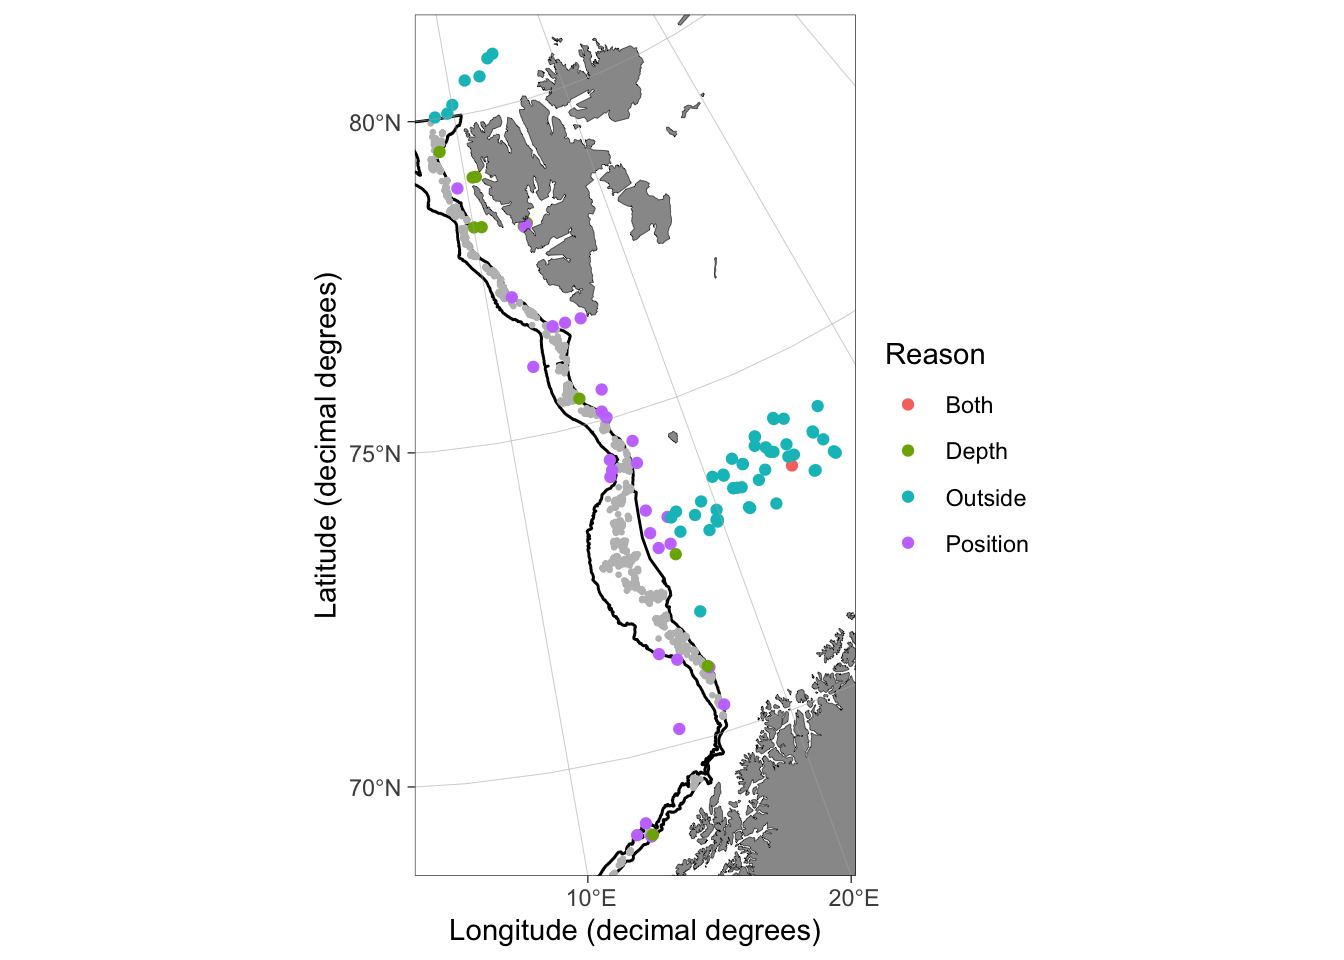 80°N
75°N
70°N
Latitude (decimal degrees)
10°E
20°E
Longitude (decimal degrees)
Reason
Both
Depth
Outside
Position